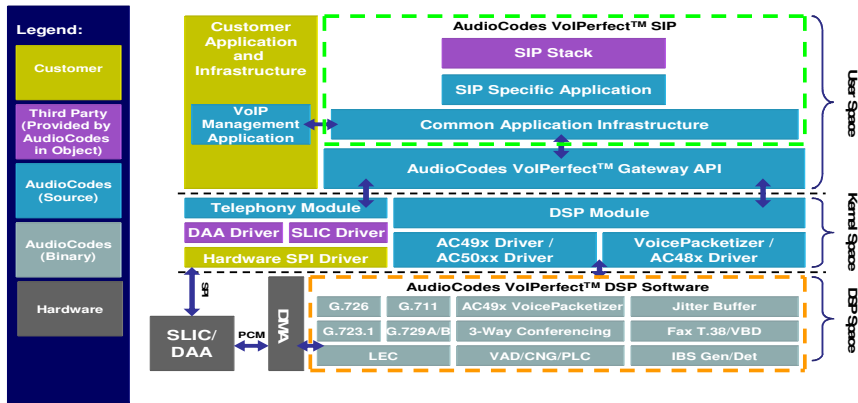 Legend:
Customer
Third Party
(Provided by
AudioCodes
in Object)
AudioCodes
(Source)
AudioCodes
(Binary)
Hardware
Customer
Application
and
Infrastructure
VoIP
Management
Application
AudioCodes VoIPerfect™ SIP
SIP Stack
SIP Specific Application
Common Application Infrastructure
AudioCodes VoIPerfect™ Gateway API
User Space
Telephony Module
DAA Driver
SLIC Driver
Hardware SPI Driver
DSP Module
AC49x Driver /
AC50xx Driver
VoicePacketizer /
AC48x Driver
Kernel Space
SPI
SLIC/
DAA
PCM
DMA
AudioCodes VoIPerfect™ DSP Software
G.726
G.711
AC49x VoicePacketizer
Jitter Buffer
G.723.1
G.729A/B
3-Way Conferencing
Fax T.38/VBD
LEC
VAD/CNG/PLC
IBS Gen/Det
DSP Space